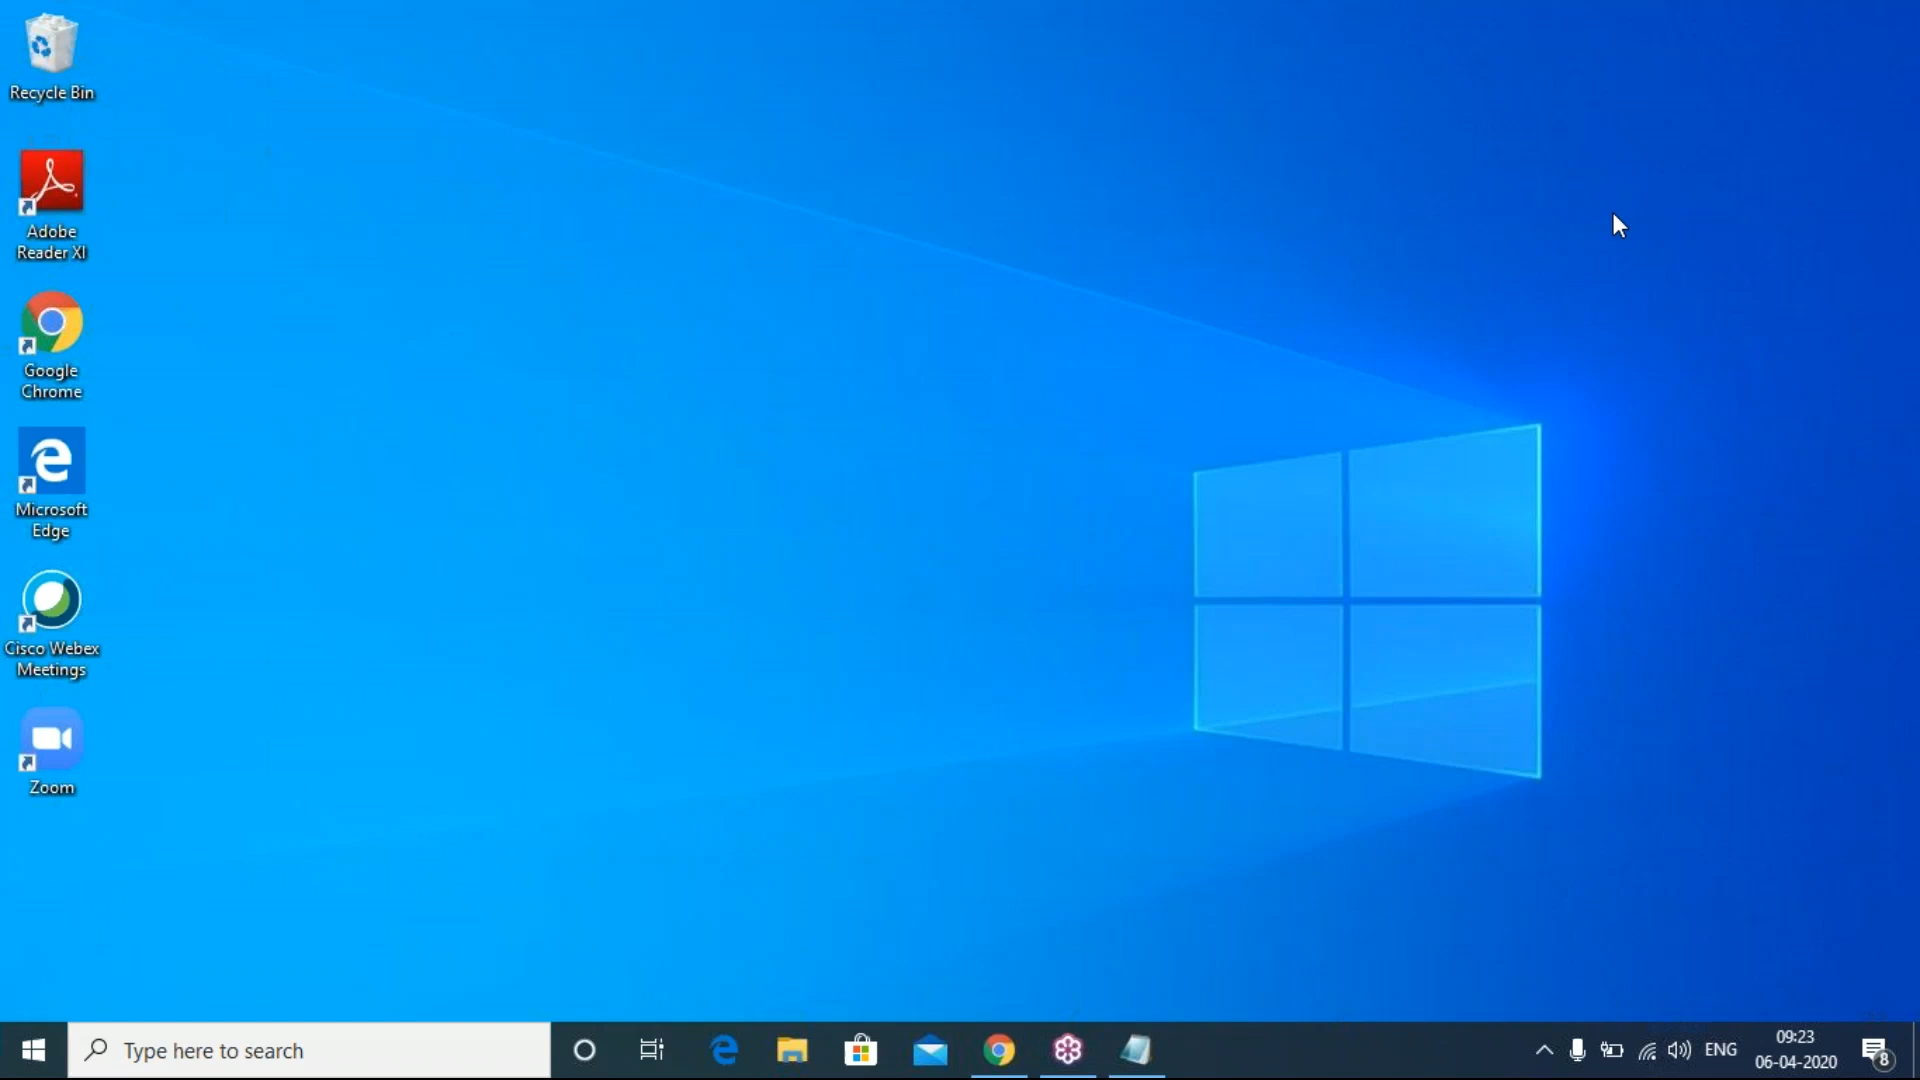 Recycle Bin
Adobe
Reader XI
Google
Chrome
Microsoft
Edge
Cisco Webex
Meetings
Zoom
Type here to search
ENG
09:23
06-04-2020
8